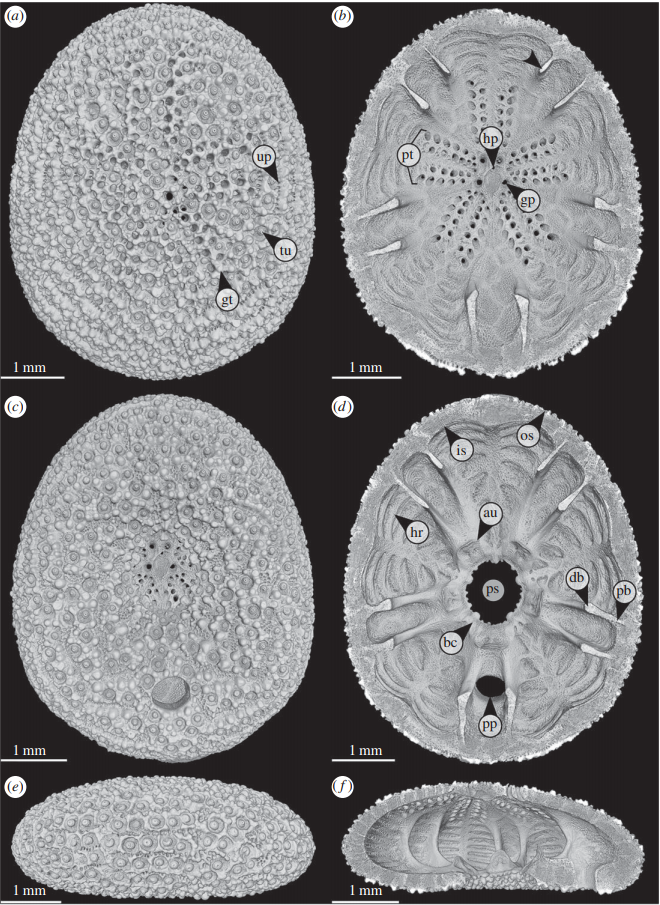 (a)
(b)
up
hp
pt
gp
tu
gt
1 mm
1 mm
(c)
(d)
is
os
au
hr
ps
db
pb
bc
pp
1 mm
1 mm
(e)
(f)
1 mm
1 mm